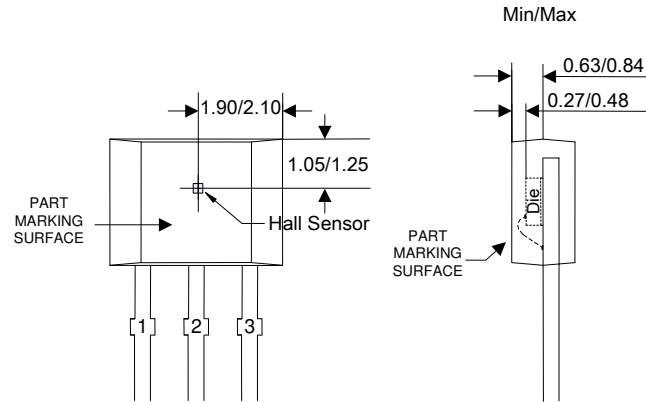 Min/Max
0.63/0.84
0.27/0.48
1.90/2.10
1.05/1.25
PART
MARKING
SURFACE
Hall Sensor
Die
PART
MARKING
SURFACE
1
2
3